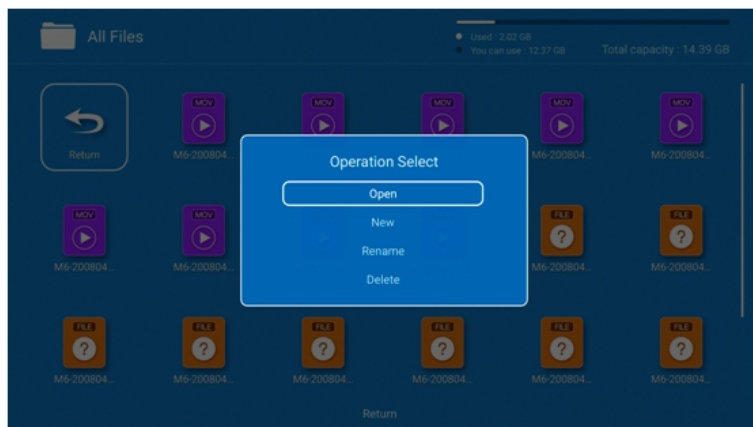 All Files
Used : 2.02 GB
You can use : 12.37 GB
Total capacity : 14.39 GB
Return
MOV
MOV
MOV
MOV
MOV
M6-200804...
M6-200804...
M6-200804...
Operation Select
Open
New
Rename
Delete
MOV
MOV
FILE
FILE
M6-200804...
M6-200804...
M6-200804...
M6-200804...
FILE
FILE
FILE
FILE
FILE
FILE
M6-200804...
M6-200804...
M6-200804...
M6-200804...
M6-200804...
M6-200804...
Return